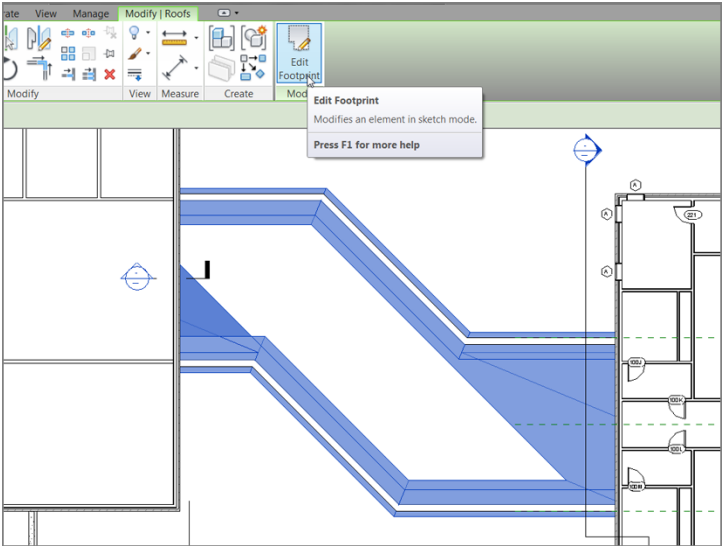 rate View Manage Modify | Roofs
Edit
Footprint
Modify View Measure Create Mod
Edit Footprint
Modifies an element in sketch mode.
Press F1 for more help
A
A
221
A
100J
100K
100L
100M